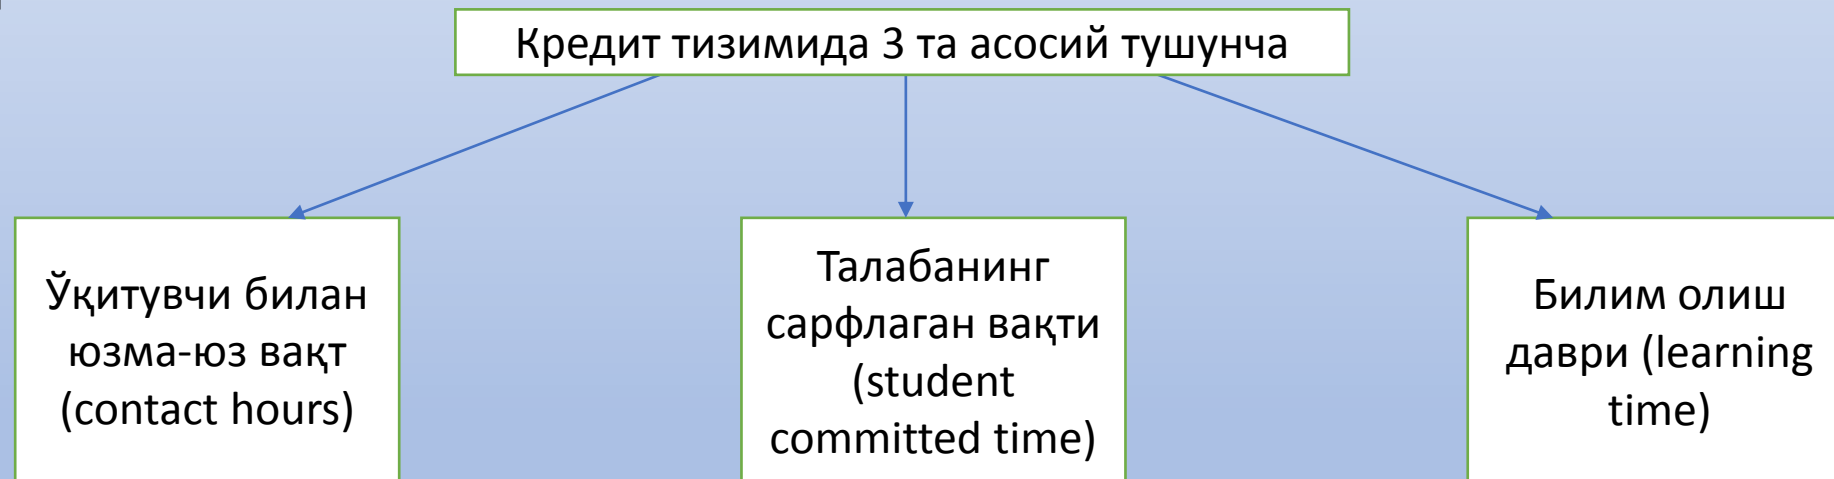 Кредит тизимида 3 та асосий тушунча
Ўқитувчи билан
юзма-юз вақт
(contact hours)
Талабанинг
сарфлаган вақти
(student
committed time)
Билим олиш
даври (learning
time)